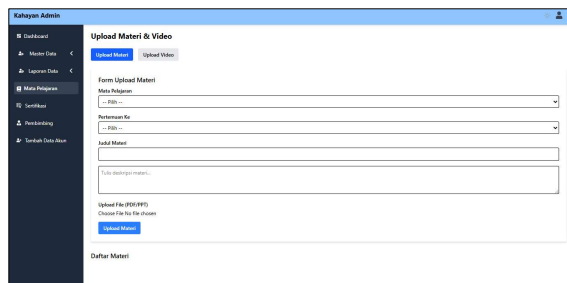 Kahayan Admin
Dashboard
Master Data
Laporan Data
Mata Pelajaran
Sertifikasi
Pembimbing
Tambah Data Akun
Upload Materi & Video
Upload Materi Upload Video
Form Upload Materi
Mata Pelajaran
-- Pilih --
Pertemuan Ke
-- Pilih --
Judul Materi
Tulis deskripsi materi...
Upload File (PDF/PPT)
Choose File No file chosen
Upload Materi
Daftar Materi